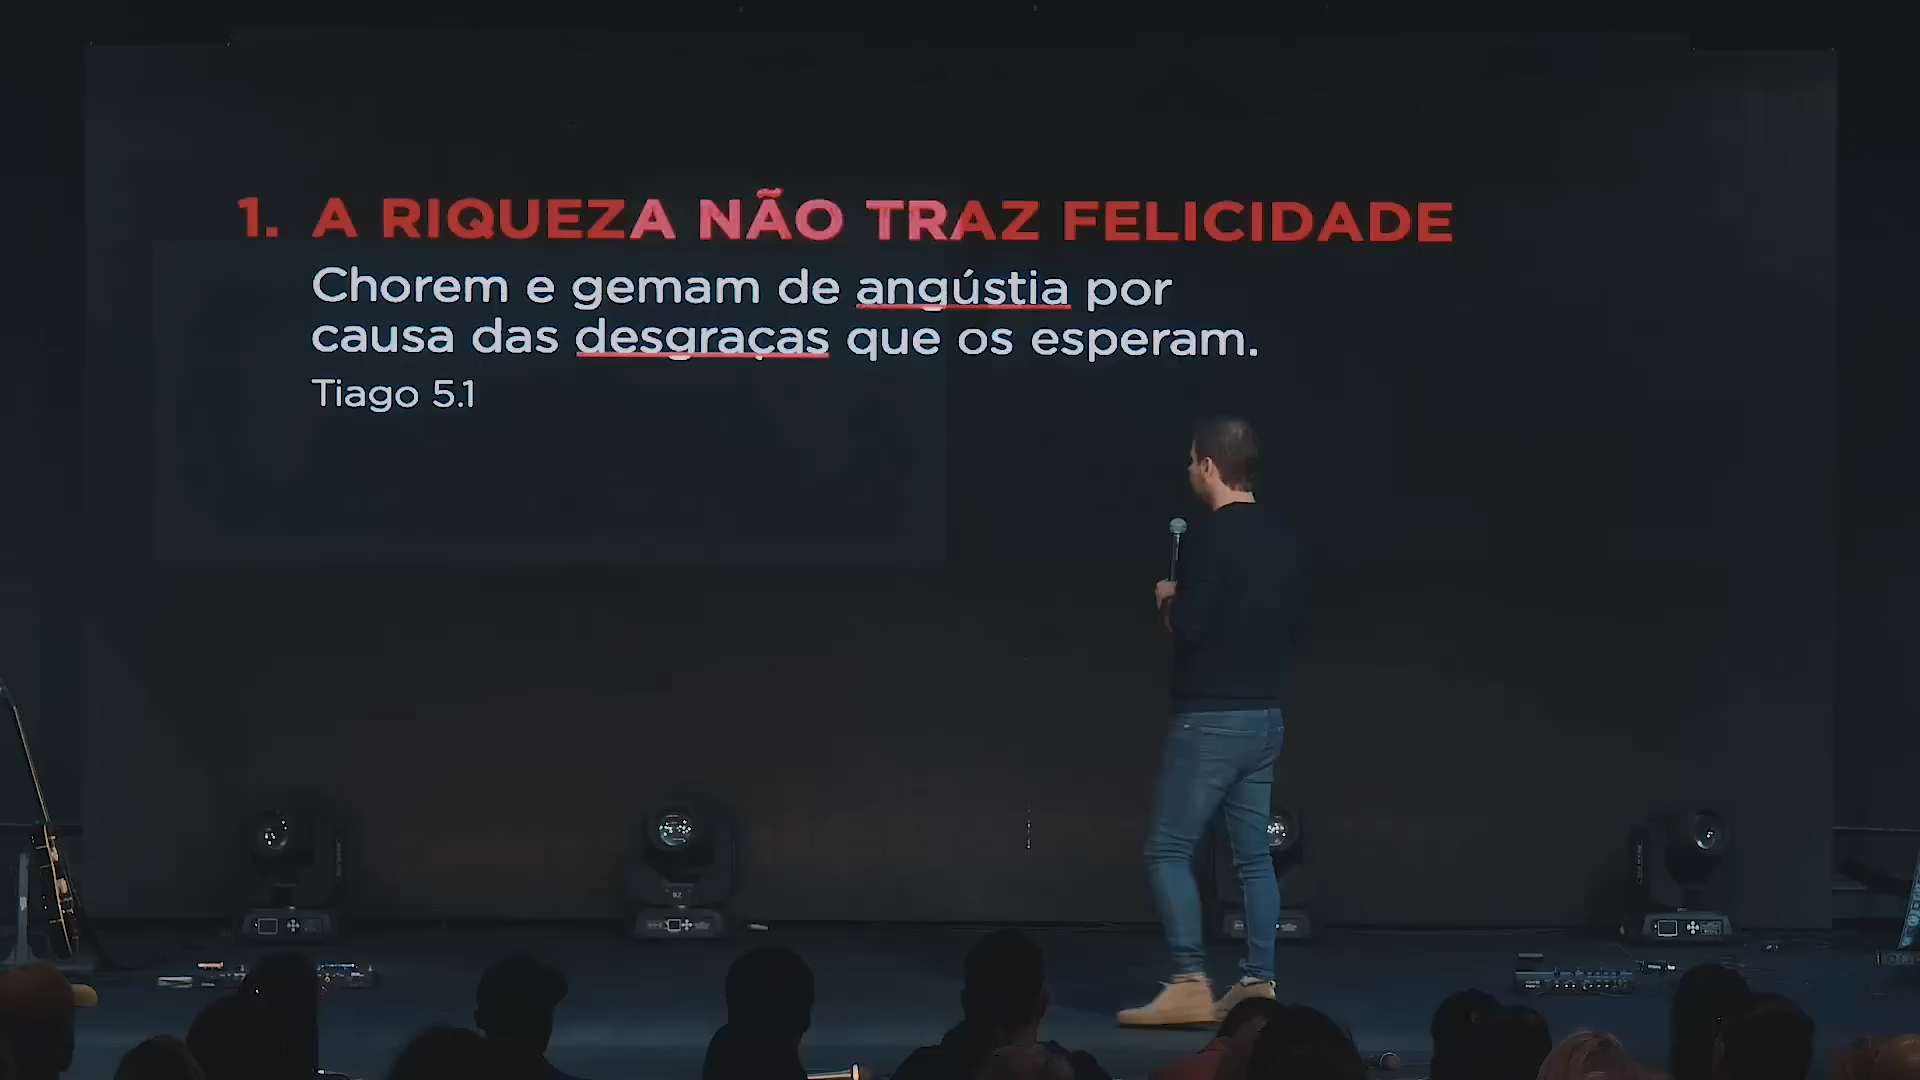 1. A RIQUEZA NÃO TRAZ FELICIDADE
Chorem e gemam de angústia por
causa das desgraças que os esperam.
Tiago 5.1